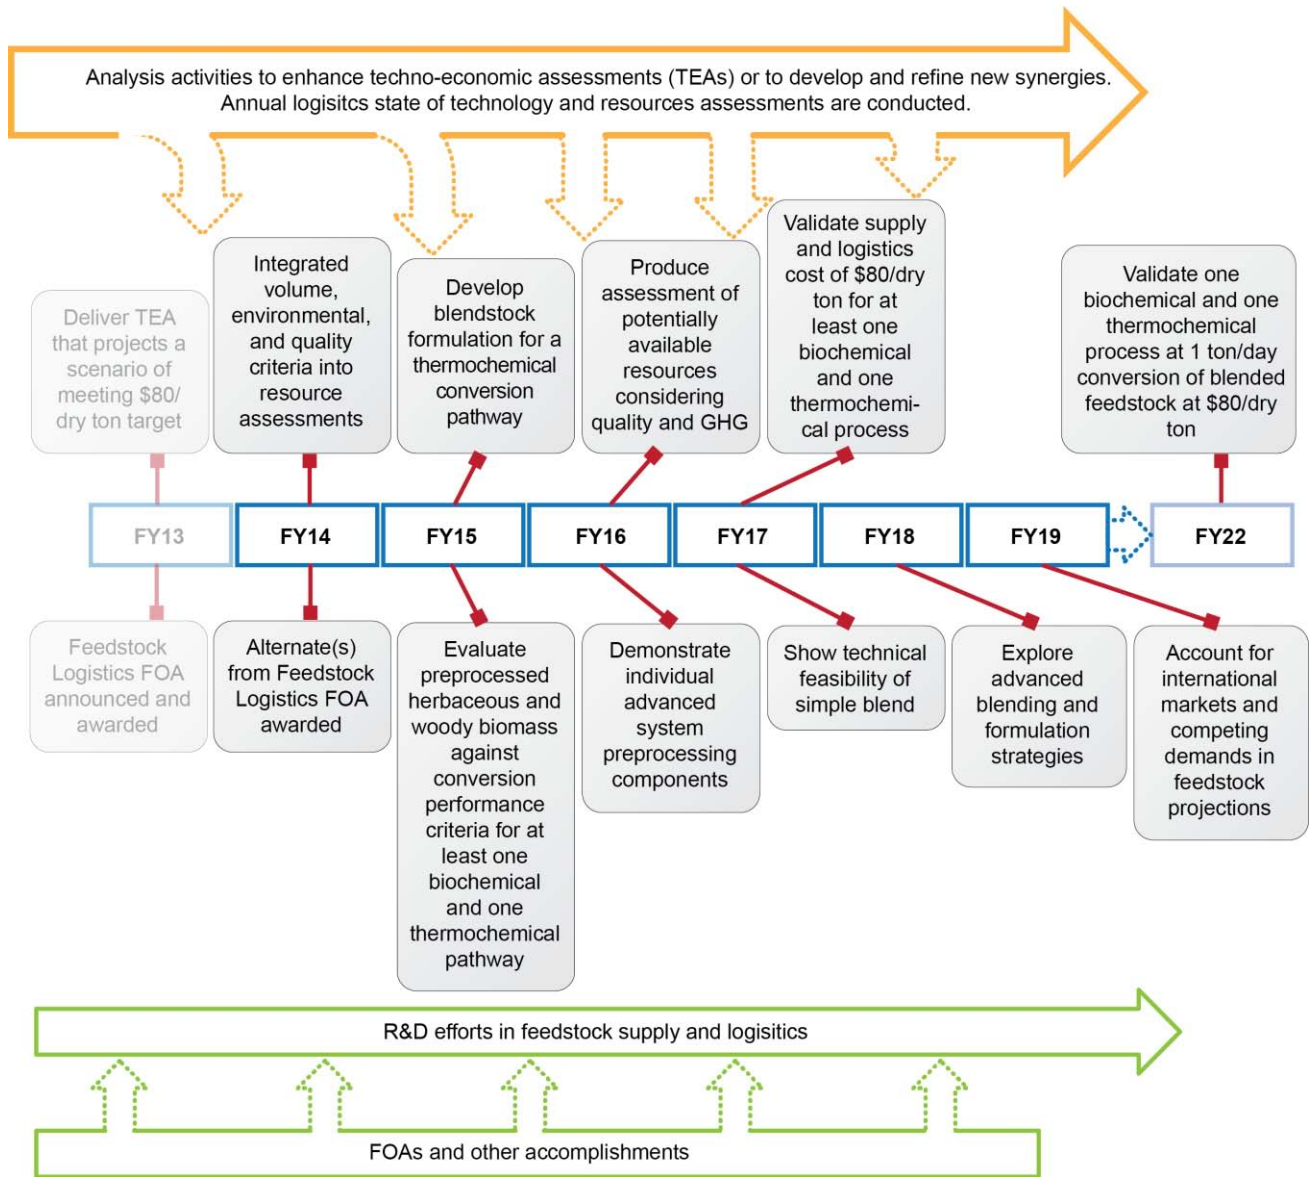 Analysis activities to enhance techno-economic assessments (TEAs) or to develop and refine new synergies.
Annual logisitcs state of technology and resources assessments are conducted.
Deliver TEA
that projects a
scenario of
meeting $80/
dry ton target
Integrated
volume,
environmental,
and quality
criteria into
resource
assessments
Develop
blendstock
formulation for a
thermochemical
conversion
pathway
Produce
assessment of
potentially
available
resources
considering
quality and GHG
Validate supply
and logistics
cost of $80/dry
ton for at
least one
biochemical
and one
thermochemi-
cal process
Validate one
biochemical and one
thermochemical
process at 1 ton/day
conversion of blended
feedstock at $80/dry
ton
FY13
FY14
FY15
FY16
FY17
FY18
FY19
FY22
Feedstock
Logistics FOA
announced and
awarded
Alternate(s)
from Feedstock
Logistics FOA
awarded
Evaluate
preprocessed
herbaceous and
woody biomass
against
conversion
performance
criteria for at
least one
biochemical
and one
thermochemical
pathway
Demonstrate
individual
advanced
system
preprocessing
components
Show technical
feasibility of
simple blend
Explore
advanced
blending and
formulation
strategies
Account for
international
markets and
competing
demands in
feedstock
projections
R&D efforts in feedstock supply and logisitics
FOAs and other accomplishments